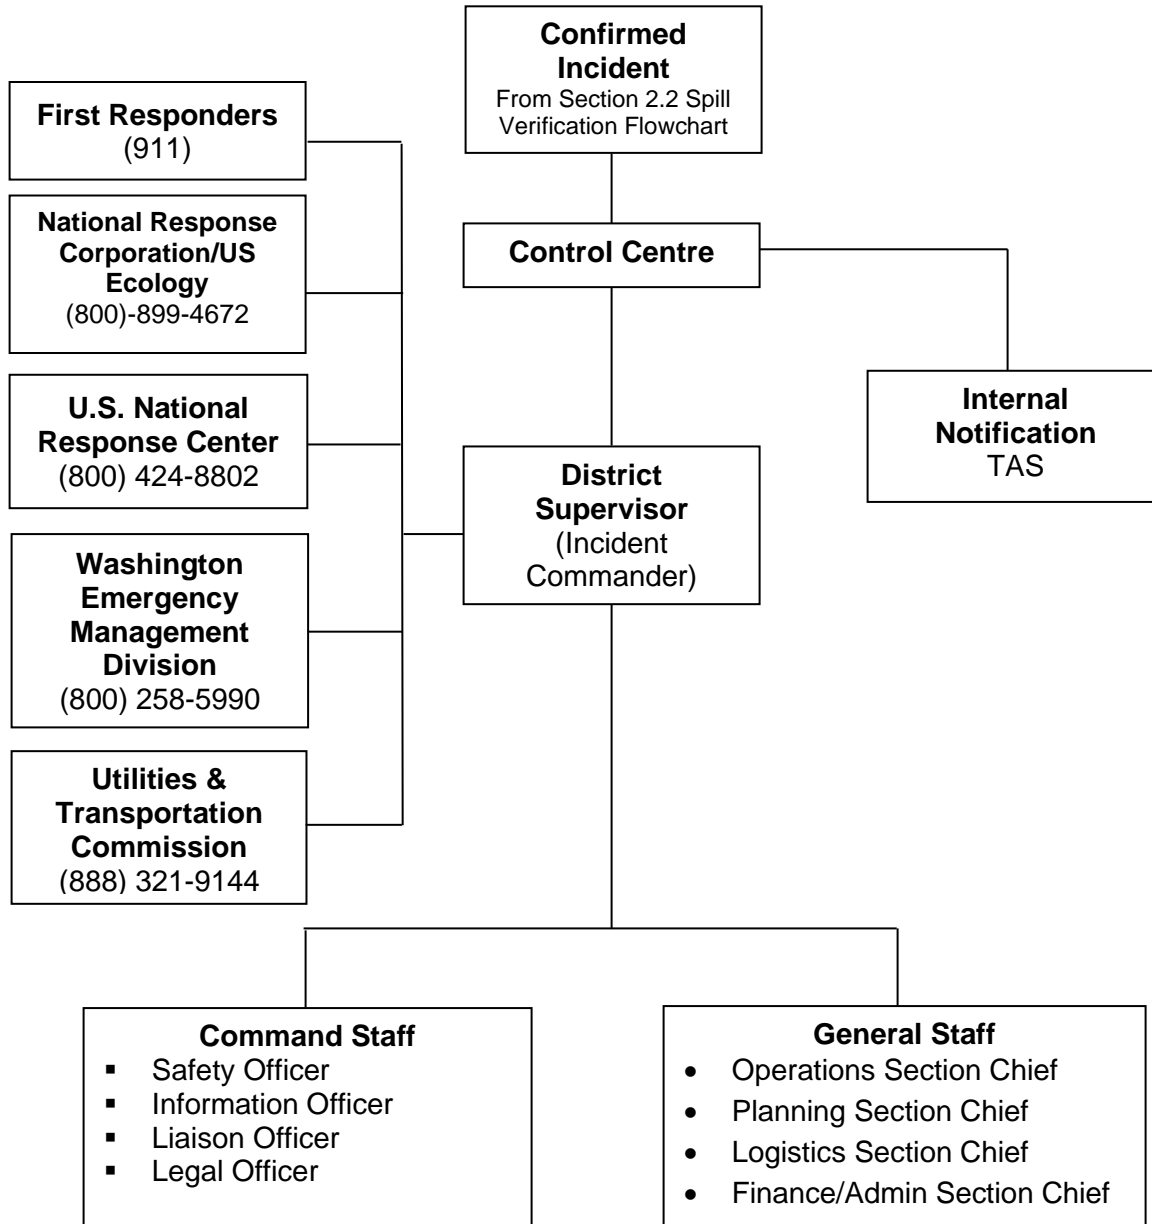 Confirmed
Incident
From Section 2.2 Spill
Verification Flowchart
First Responders
(911)
National Response
Corporation/US
Ecology
(800)-899-4672
Control Centre
U.S. National
Response Center
(800) 424-8802
Internal
Notification
TAS
District
Supervisor
(Incident
Commander)
Washington
Emergency
Management
Division
(800) 258-5990
Utilities &
Transportation
Commission
(888) 321-9144
Command Staff
▪ Safety Officer
▪ Information Officer
▪ Liaison Officer
▪ Legal Officer
General Staff
• Operations Section Chief
• Planning Section Chief
• Logistics Section Chief
• Finance/Admin Section Chief